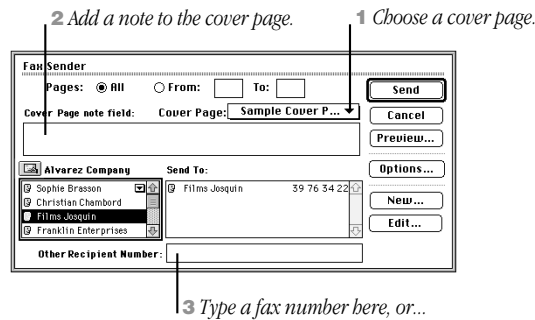 2 Add a note to the cover page.
1 Choose a cover page.
Fax Sender
Pages: All From: To:
Send
Cover Page note field: Cover Page: Sample Cover P...
Cancel
Preview...
Options...
Alvarez Company Send To:
Sophie Brasson
Films Josquin 39 76 34 22
Christian Chambord
New...
Films Josquin
Franklin Enterprises
Edit...
Other Recipient Number:
3 Type a fax number here, or...